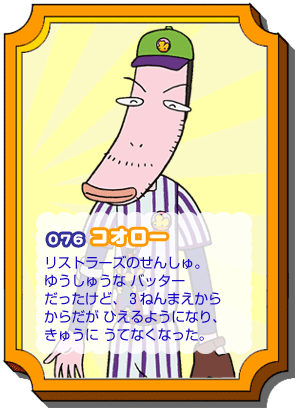 076 コオロー
リストラーズのせんしゅ。
ゆうしゅうな バッター
だったけど、3ねんまえから
からだが ひえるようになり、
きゅうに うてなくなった。